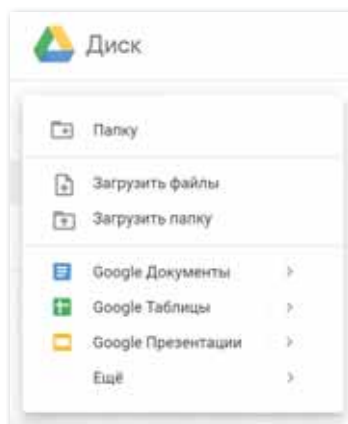 Диск
Папку
Загрузить файлы
Загрузить папку
Google Документы
Google Таблицы
Google Презентации
Ещё